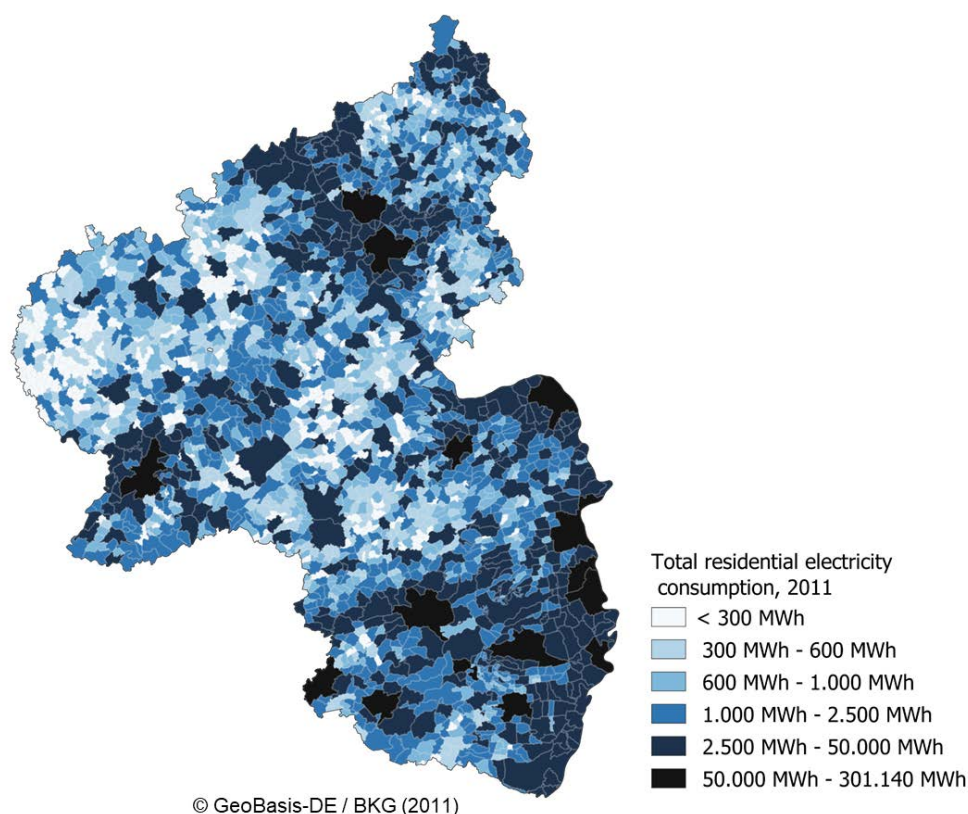 Total residential electricity
consumption, 2011
< 300 MWh
300 MWh - 600 MWh
600 MWh - 1.000 MWh
1.000 MWh - 2.500 MWh
2.500 MWh - 50.000 MWh
50.000 MWh - 301.140 MWh
© GeoBasis-DE / BKG (2011)